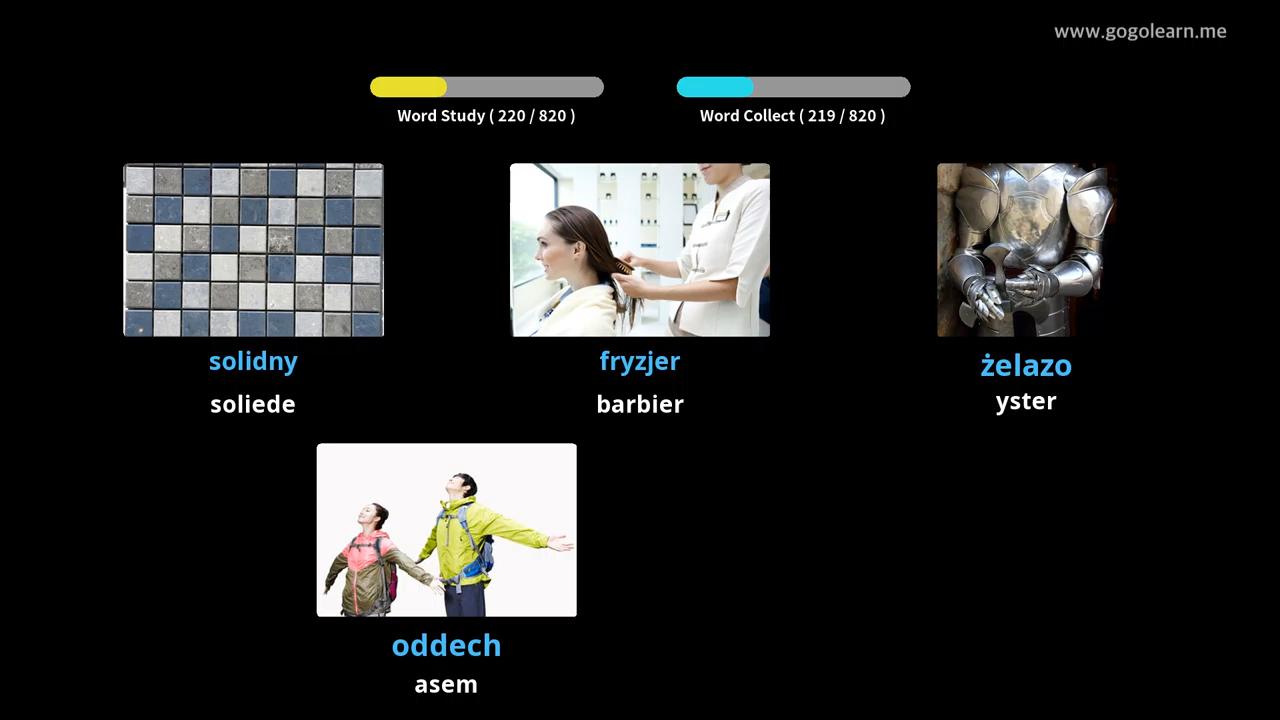 www.gogolearn.me
Word Study ( 220 / 820 )
Word Collect ( 219 / 820 )
solidny
soliede
fryzjer
barbier
żelazo
yster
oddech
asem